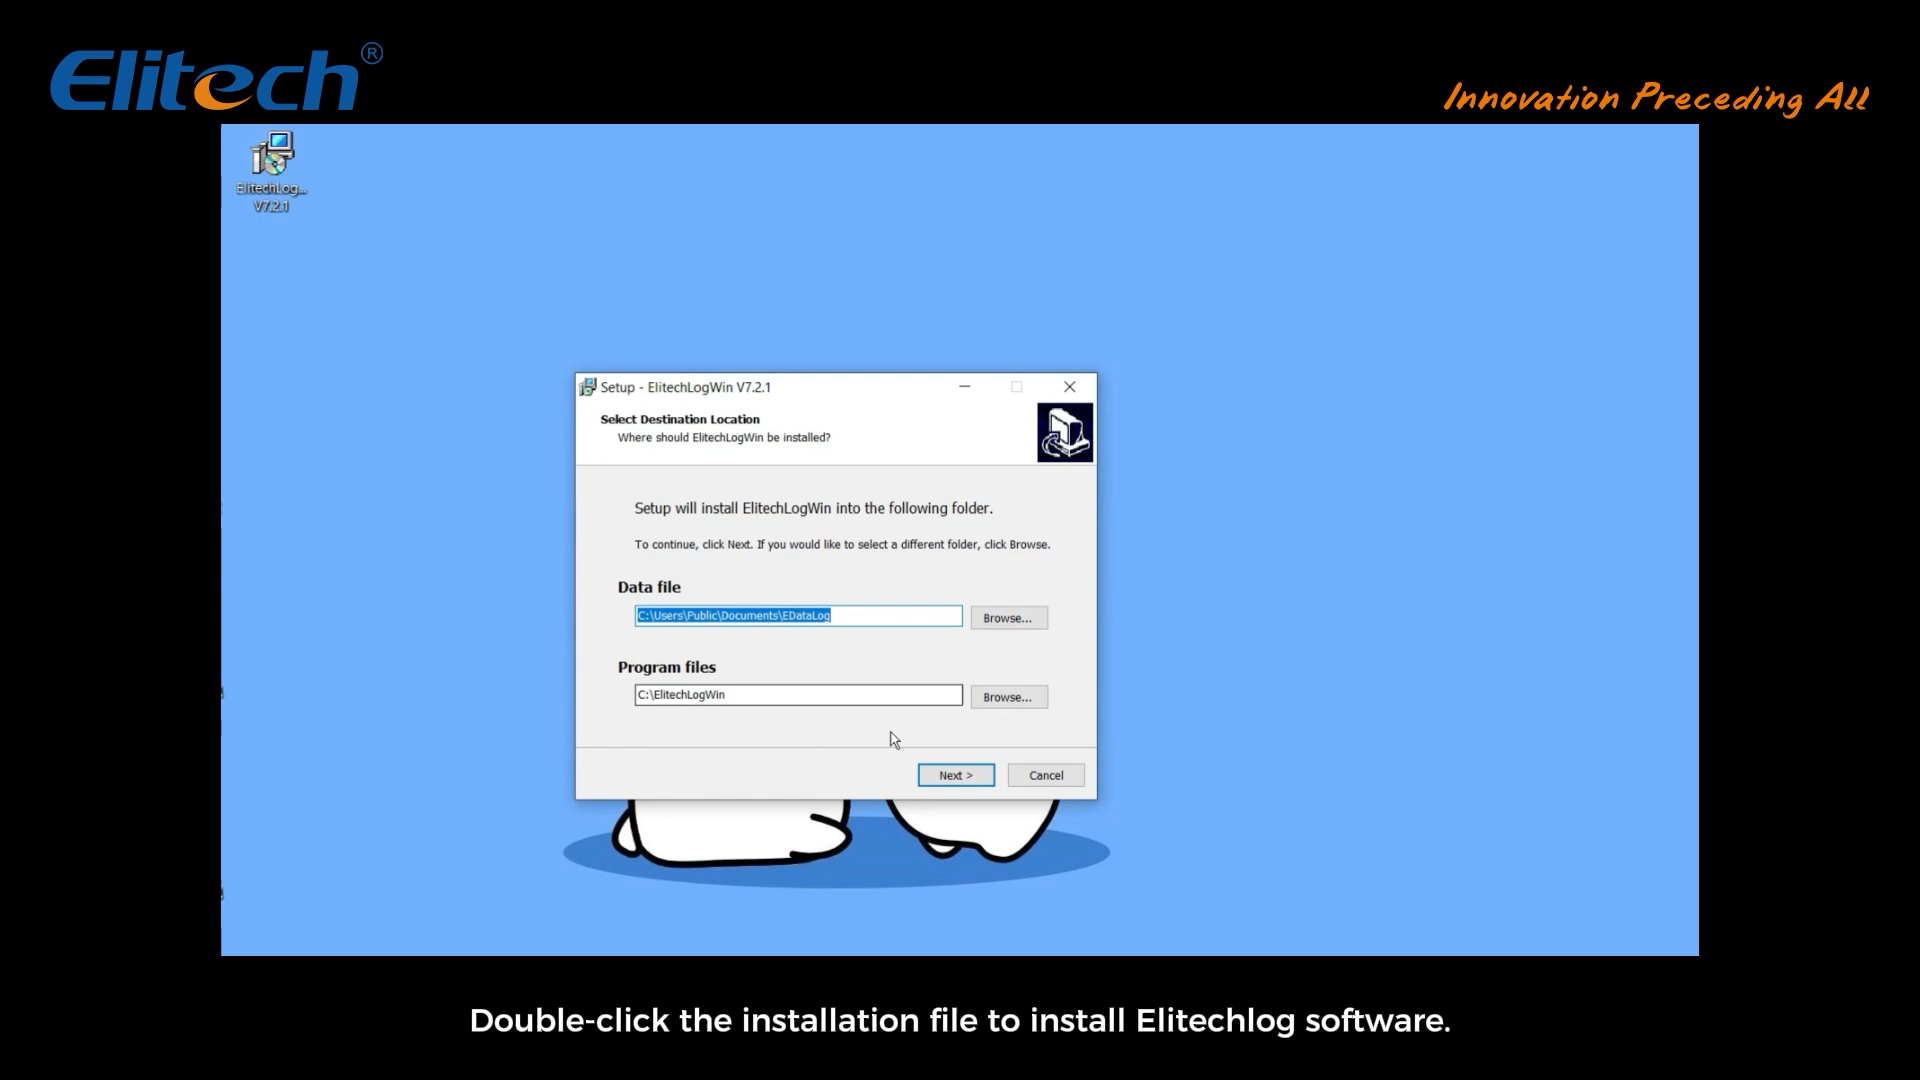 Elitech®
Innovation Preceding All
ElitechLog...
V7.2.1
Setup - ElitechLogWin V7.2.1
Select Destination Location
Where should ElitechLogWin be installed?
Setup will install ElitechLogWin into the following folder.
To continue, click Next. If you would like to select a different folder, click Browse.
Data file
C:\Users\Public\Documents\EDataLog
Browse...
Program files
C:\ElitechLogWin
Browse...
Next >
Cancel
Double-click the installation file to install Elitechlog software.